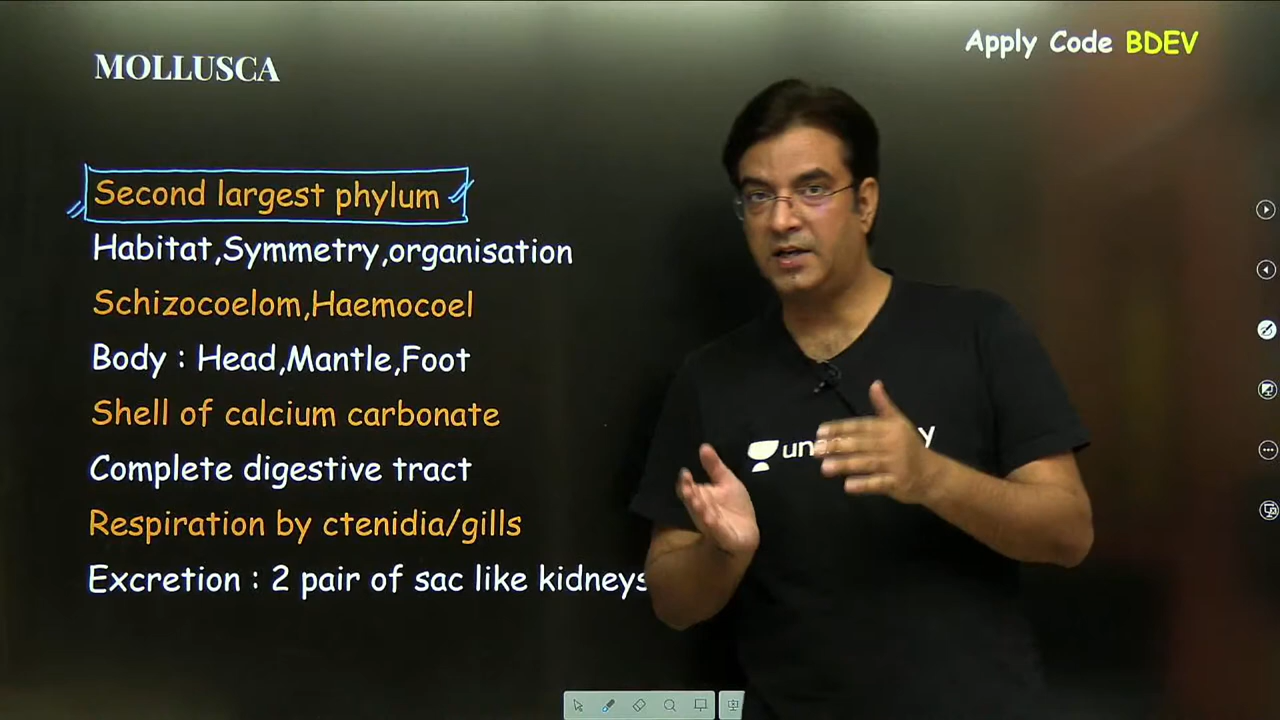 Apply Code BDEV
MOLLUSCA
Second largest phylum
Habitat,Symmetry,organisation
Schizocoelom,Haemocoel
Body : Head,Mantle,Foot
Shell of calcium carbonate
Complete digestive tract
Respiration by ctenidia/gills
Excretion : 2 pair of sac like kidneys